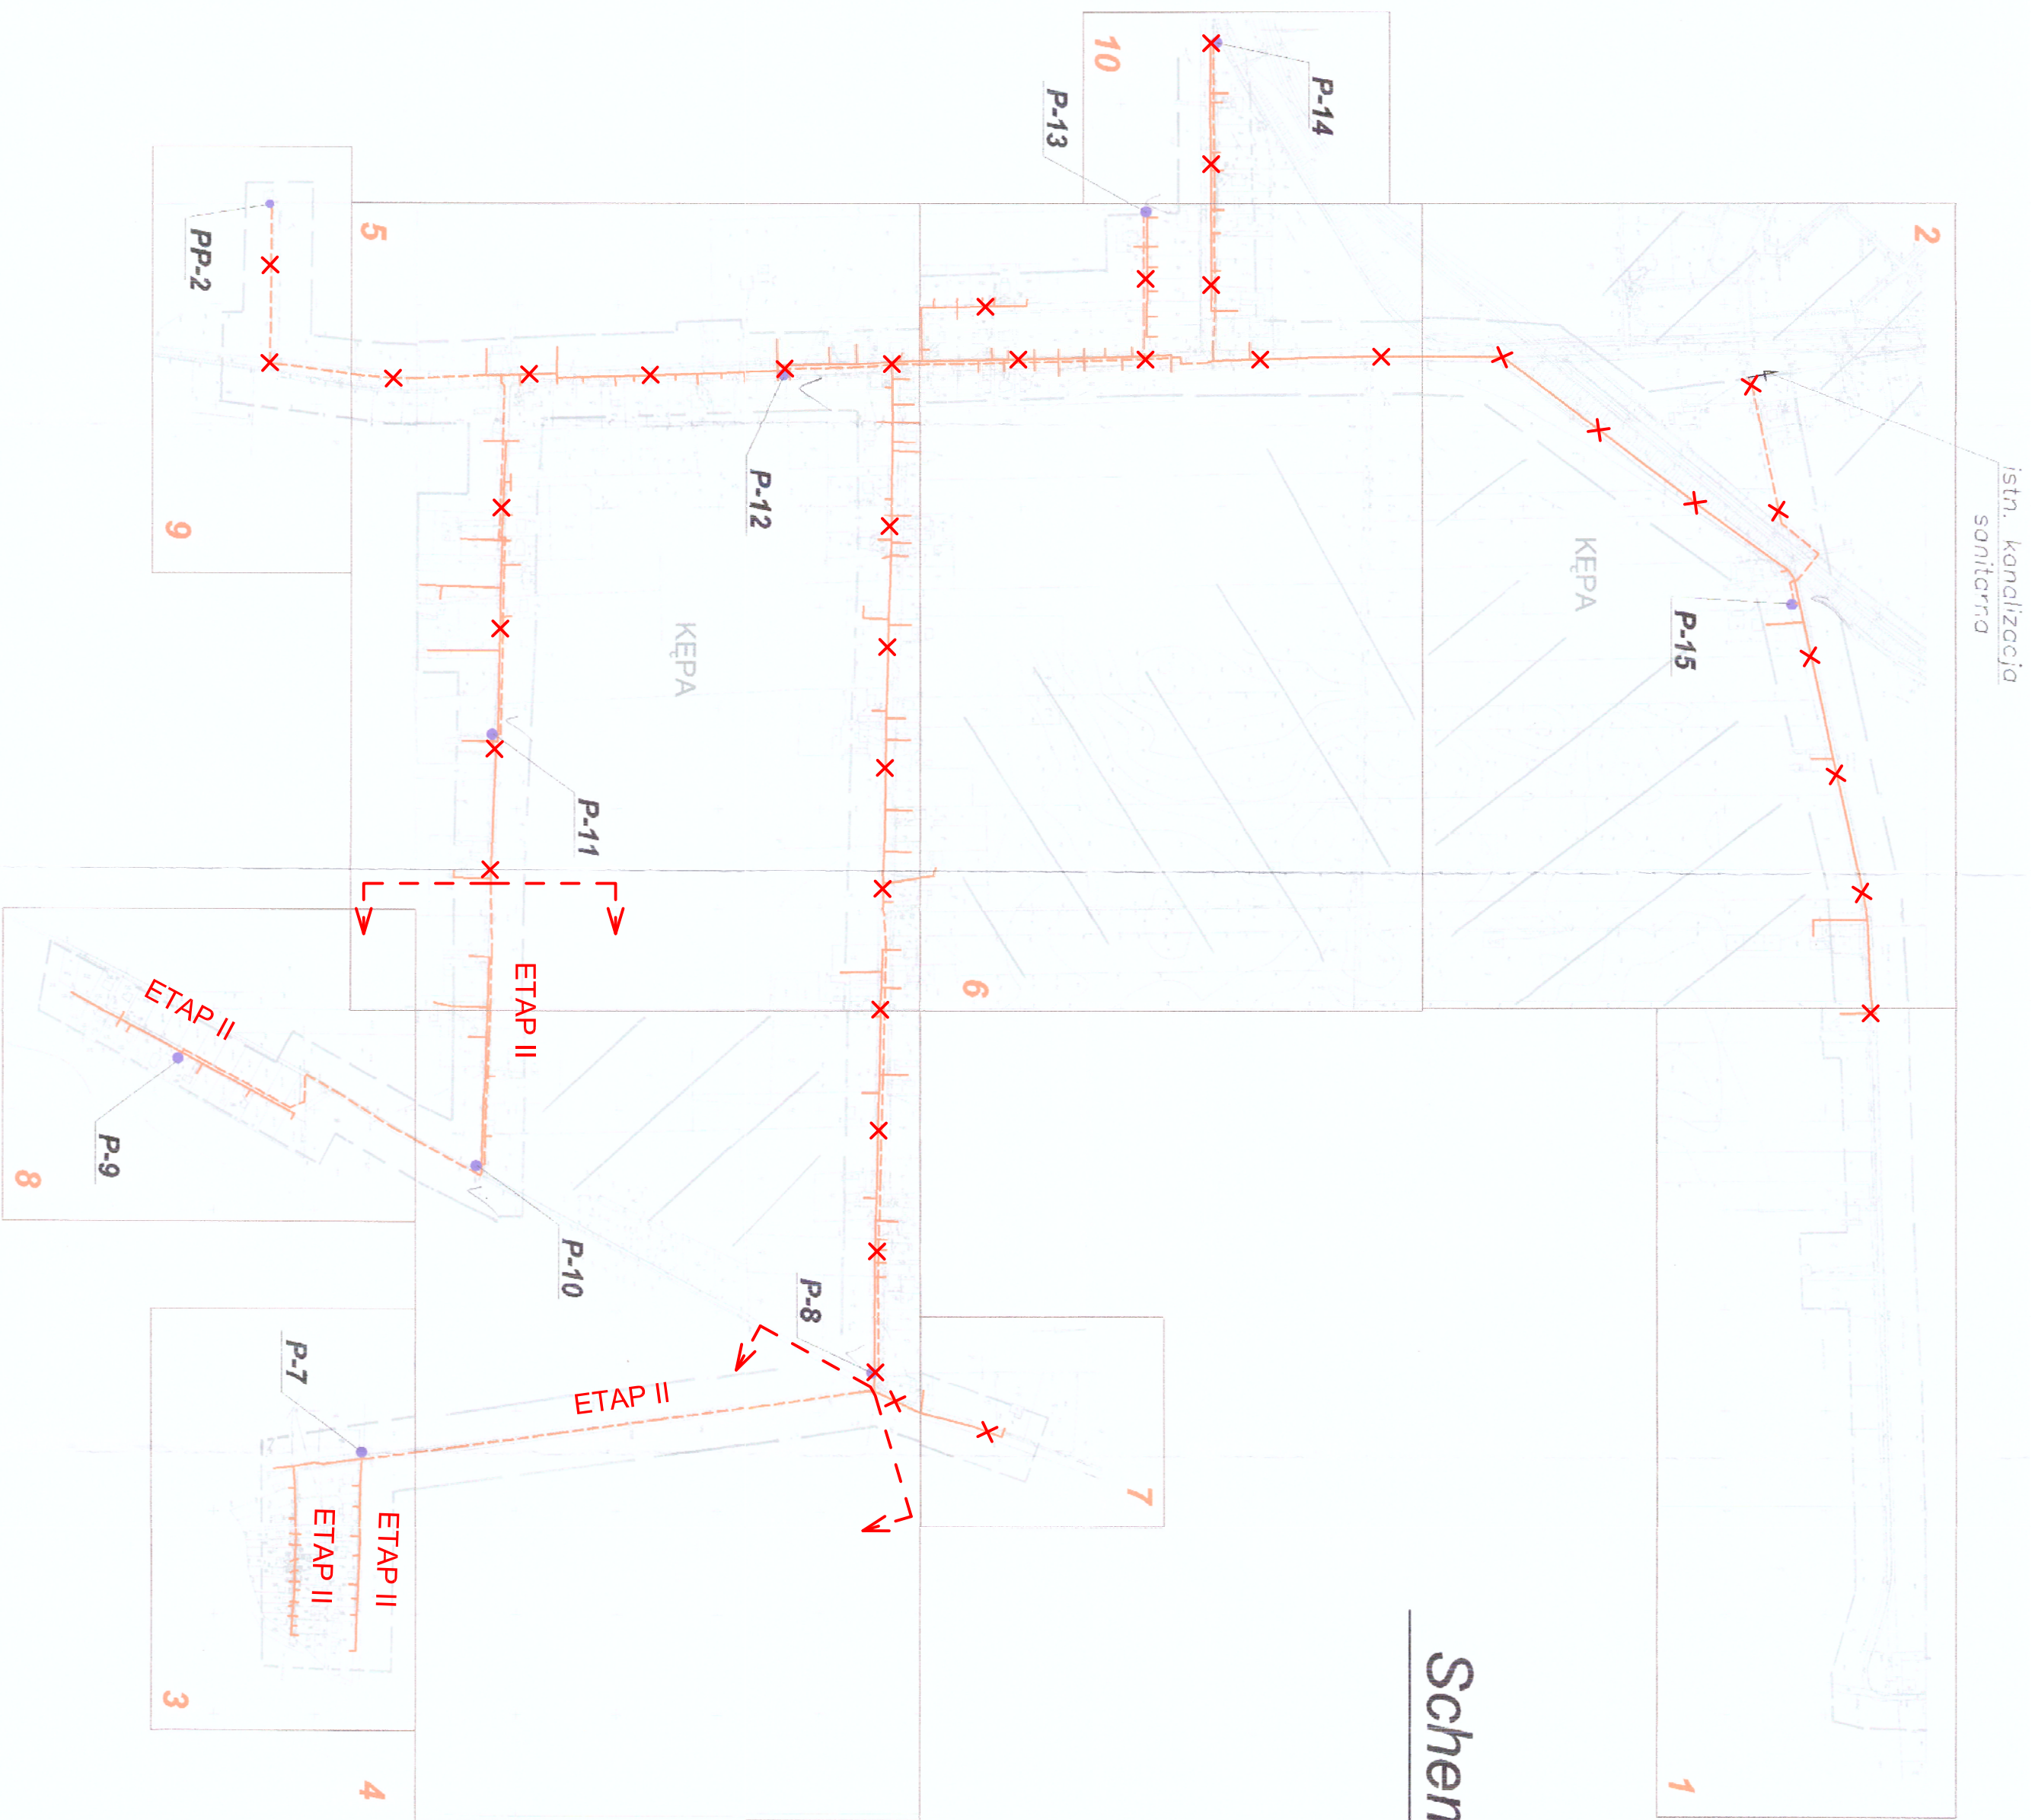 10
P-14
P-13
2
5
PP-2
istn. kanalizacja
sanitarna
P-12
9
KĘPA
P-15
KĘPA
P-11
6
ETAP II
ETAP II
P-9
8
P-10
P-8
P-7
ETAP II
7
ETAP II
ETAP II
3
4
Schem
1